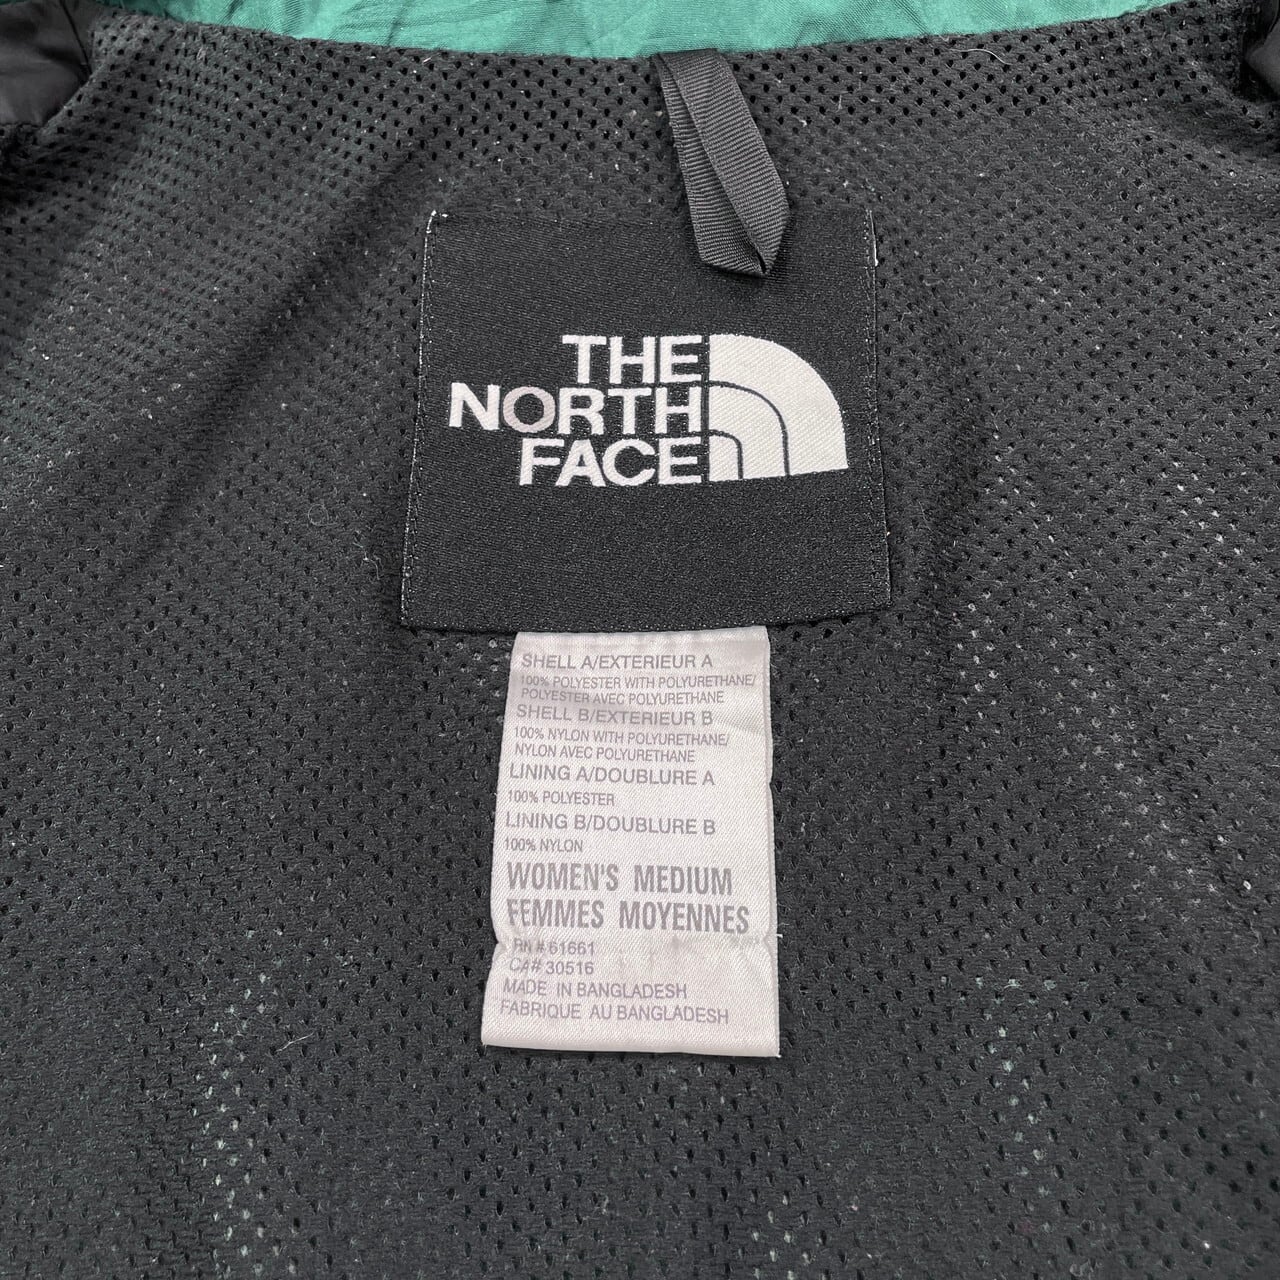 THE
NORTH
FACE
SHELL A/EXTERIEUR A
100% POLYESTER WITH POLYURETHANE/
POLYESTER AVEC POLYURETHANE
SHELL B/EXTERIEUR B
100% NYLON WITH POLYURETHANE/
NYLON AVEC POLYURETHANE
LINING A/DOUBLURE A
100% POLYESTER
LINING B/DOUBLURE B
100% NYLON
WOMEN'S MEDIUM
FEMMES MOYENNES
RN # 61661
CA# 30516
MADE IN BANGLADESH
FABRIQUE AU BANGLADESH